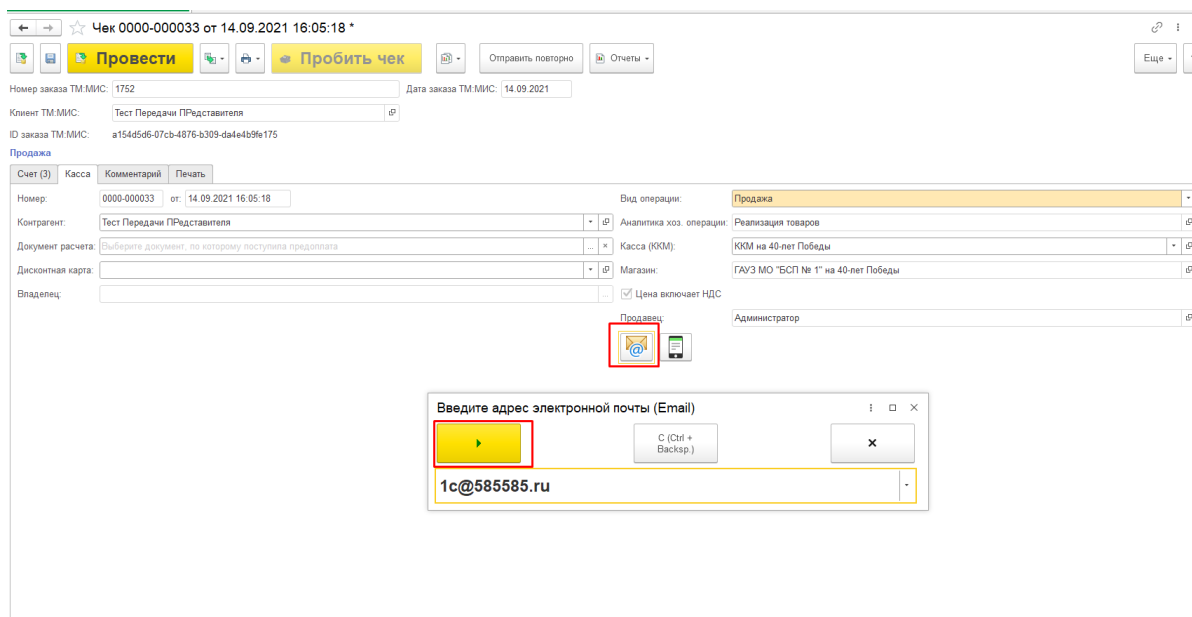 Чек 0000-000033 от 14.09.2021 16:05:18 *
Провести Пробить чек Отправить повторно Отчеты Еще
Номер заказа ТМ:МИС: 1752 Дата заказа ТМ:МИС: 14.09.2021
Клиент ТМ:МИС: Тест Передачи ПРедставителя
ID заказа ТМ:МИС: a154d5d6-07cb-4876-b309-da4e4b9fe175
Продажа
Счет (3) Касса Комментарий Печать
Номер: 0000-000033 от: 14.09.2021 16:05:18 Вид операции: Продажа
Контрагент: Тест Передачи ПРедставителя Аналитика хоз. операции: Реализация товаров
Документ расчета: Выберите документ, по которому поступила предоплата Касса (ККМ): ККМ на 40-лет Победы
Дисконтная карта: Магазин: ГАУЗ МО "БСП № 1" на 40-лет Победы
Владелец: Цена включает НДС
Продавец: Администратор
Введите адрес электронной почты (Email)
C (Ctrl +
Backsp.)
1c@585585.ru